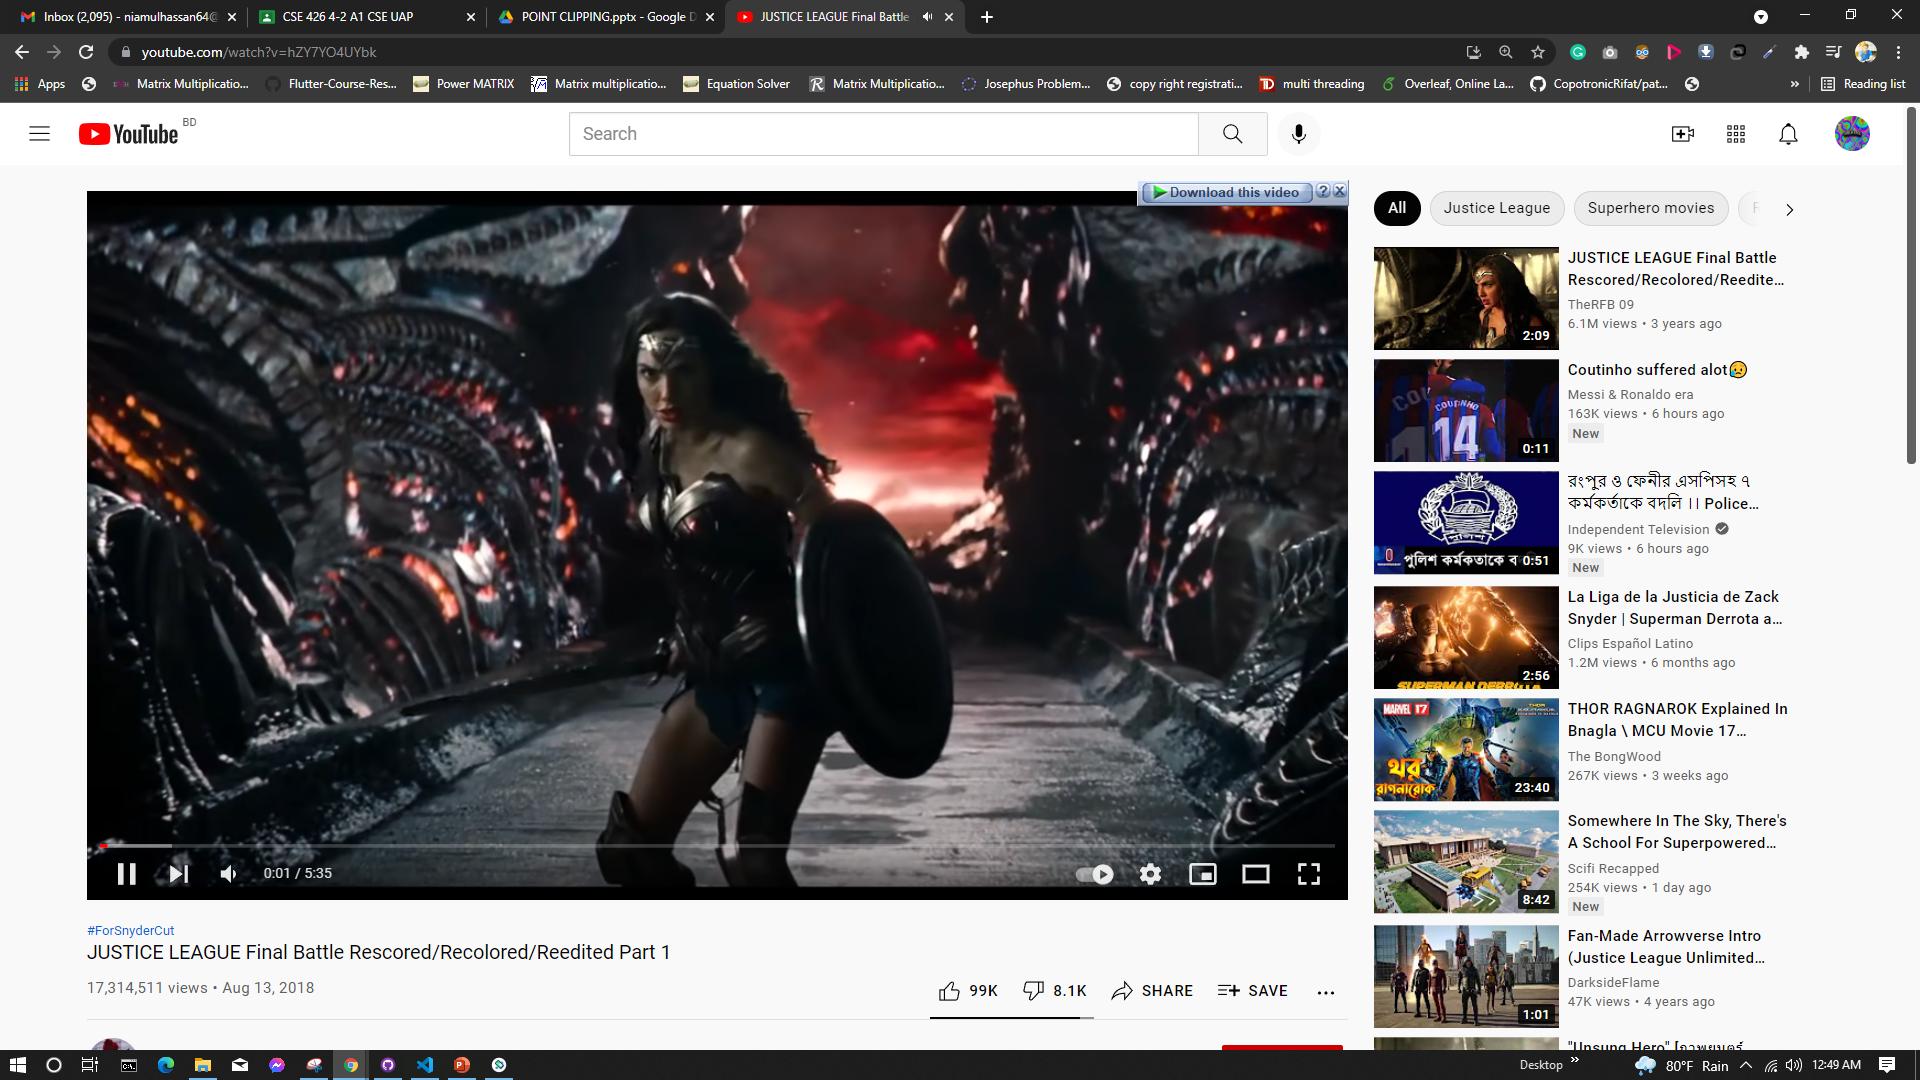 Inbox (2,095) - niamulhassan64@
CSE 426 4-2 A1 CSE UAP
POINT CLIPPING.pptx - Google D
JUSTICE LEAGUE Final Battle
youtube.com/watch?v=hZY7YO4UYbk
Apps
Matrix Multiplicatio...
Flutter-Course-Res...
Power MATRIX
Matrix multiplicatio...
Equation Solver
Matrix Multiplicatio...
Josephus Problem...
copy right registrati...
multi threading
Overleaf, Online La...
CopotronicRifat/pat...
»
Reading list
YouTube BD
Search
Download this video ?
All
Justice League
Superhero movies
JUSTICE LEAGUE Final Battle
Rescored/Recolored/Reedite...
TheRFB 09
6.1M views • 3 years ago
2:09
Coutinho suffered alot😥
Messi & Ronaldo era
163K views • 6 hours ago
New
COUTINHO
14
0:11
রংপুর ও ফেনীর এসপিসহ ৭
কর্মকর্তাকে বদলি ।। Police...
Independent Television
9K views • 6 hours ago
New
পুলিশ
পুলিশ কর্মকতাকে ব
0:51
La Liga de la Justicia de Zack
Snyder | Superman Derrota a...
Clips Español Latino
1.2M views • 6 months ago
2:56
SUPERMAN DERROTA
THOR RAGNAROK Explained In
Bnagla \ MCU Movie 17...
The BongWood
267K views • 3 weeks ago
MARVEL 17
থর
রাগনারোক
23:40
Somewhere In The Sky, There's
A School For Superpowered...
Scifi Recapped
254K views • 1 day ago
New
8:42
Fan-Made Arrowverse Intro
(Justice League Unlimited...
DarksideFlame
47K views • 4 years ago
1:01
"Unsung Hero"
0:01 / 5:35
#ForSnyderCut
JUSTICE LEAGUE Final Battle Rescored/Recolored/Reedited Part 1
17,314,511 views • Aug 13, 2018
99K
8.1K
SHARE
SAVE
Desktop »
80°F Rain
12:49 AM